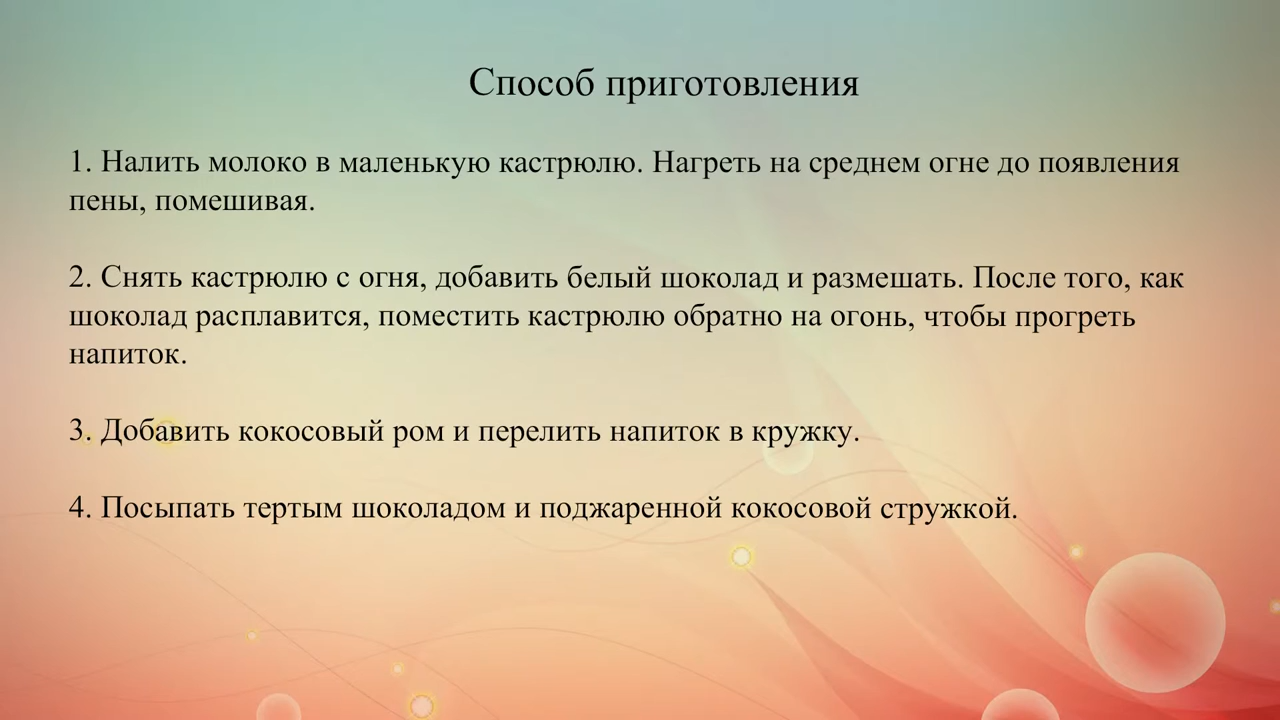 Способ приготовления
1. Налить молоко в маленькую кастрюлю. Нагреть на среднем огне до появления
пены, помешивая.
2. Снять кастрюлю с огня, добавить белый шоколад и размешать. После того, как
шоколад расплавится, поместить кастрюлю обратно на огонь, чтобы прогреть
напиток.
3. Добавить кокосовый ром и перелить напиток в кружку.
4. Посыпать тертым шоколадом и поджаренной кокосовой стружкой.